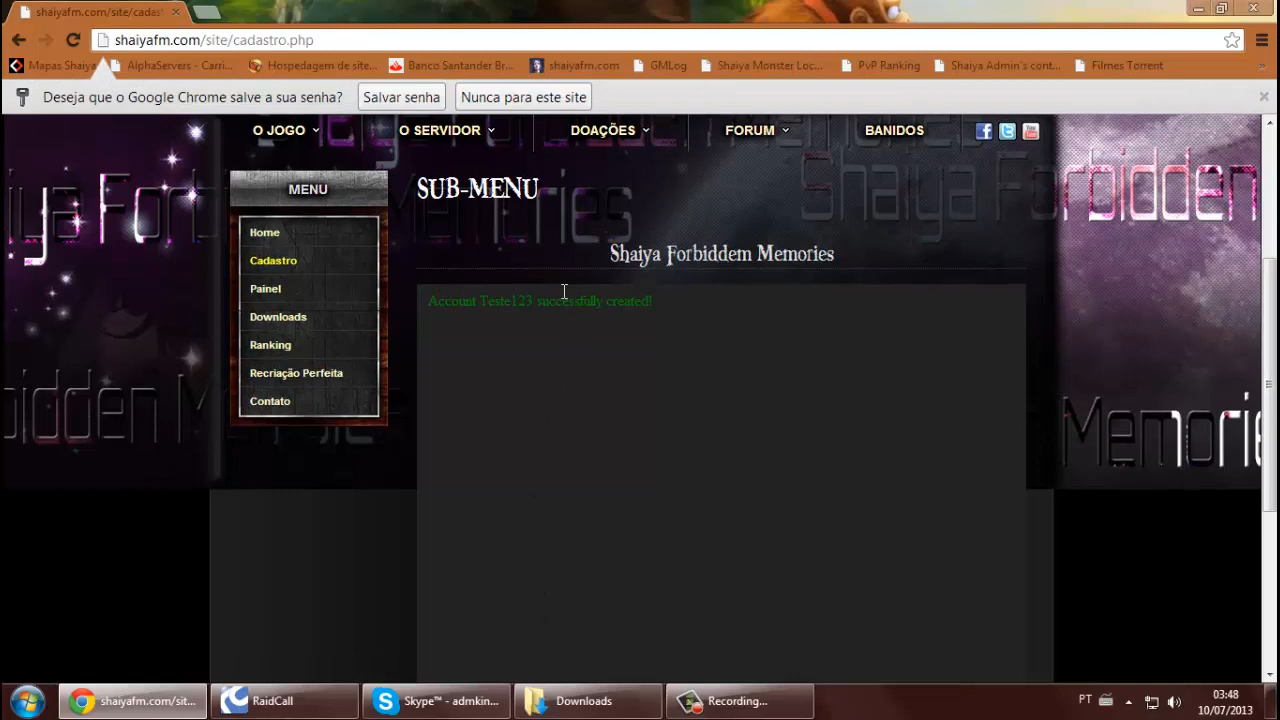 shaiyafm.com/site/cadast
shaiyafm.com/site/cadastro.php
Mapas Shaiya
AlphaServers - Carri...
Hospedagem de site...
Banco Santander Br...
shaiyafm.com
GMLog
Shaiya Monster Loc...
PvP Ranking
Shaiya Admin's cont...
Filmes Torrent
»
Deseja que o Google Chrome salve a sua senha?
Salvar senha
Nunca para este site
O JOGO
O SERVIDOR
DOAÇÕES
FORUM
BANIDOS
MENU
SUB-MENU
Home
Cadastro
Painel
Downloads
Ranking
Recriação Perfeita
Contato
Shaiya Forbiddem Memories
Account Teste123 successfully created!
shaiyafm.com/sit...
RaidCall
Skype™ - admkin...
Downloads
Recording...
PT
03:48
10/07/2013